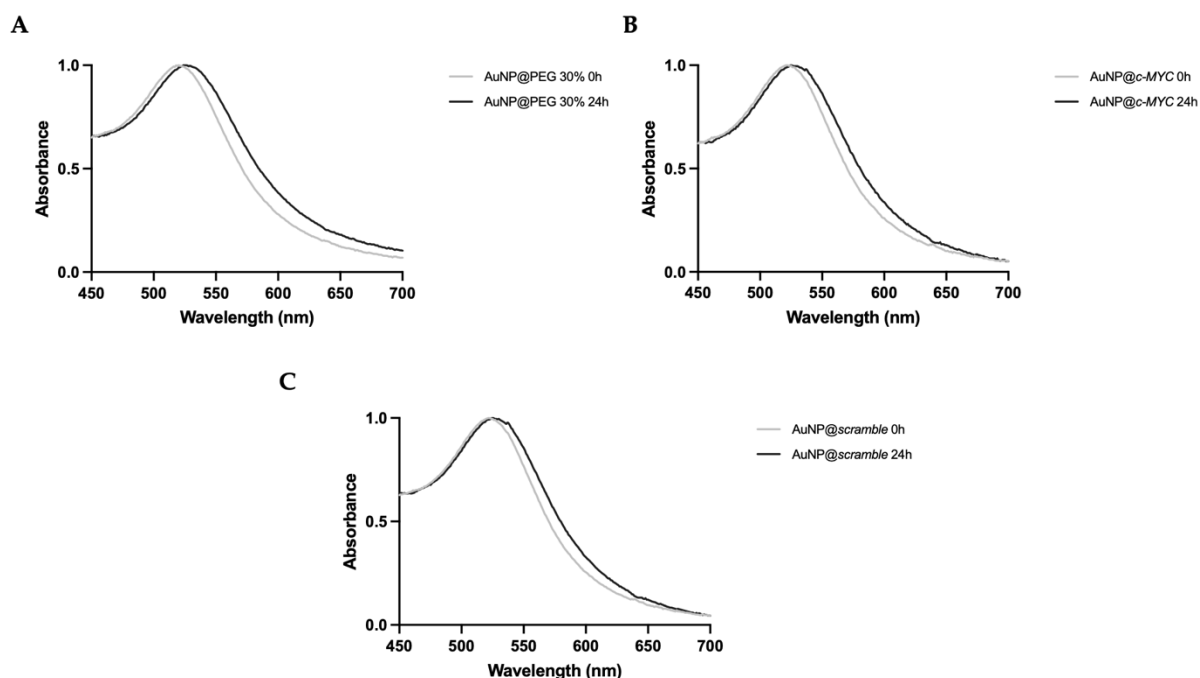 A
Absorbance
1.0
0.5
0.0
450 500 550 600 650 700
Wavelength (nm)
AuNP@PEG 30% 0h
AuNP@PEG 30% 24h
B
Absorbance
1.0
0.5
0.0
450 500 550 600 650 700
Wavelength (nm)
AuNP@c-MYC 0h
AuNP@c-MYC 24h
C
Absorbance
1.0
0.5
0.0
450 500 550 600 650 700
Wavelength (nm)
AuNP@scramble 0h
AuNP@scramble 24h